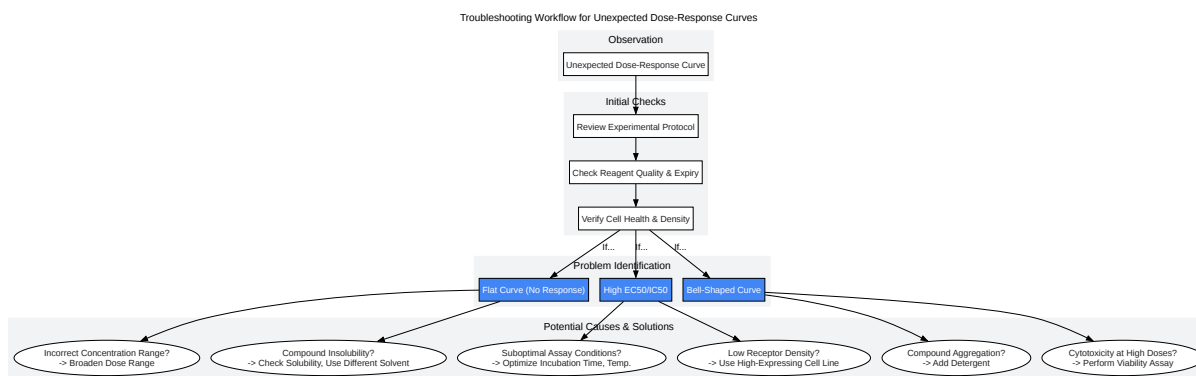 Troubleshooting Workflow for Unexpected Dose-Response Curves
Observation
Unexpected Dose-Response Curve
Initial Checks
Review Experimental Protocol
Check Reagent Quality & Expiry
Verify Cell Health & Density
If...
If...
If...
Problem Identification
Flat Curve (No Response)
High EC50/IC50
Bell-Shaped Curve
Potential Causes & Solutions
Incorrect Concentration Range?
-> Broaden Dose Range
Compound Insolubility?
-> Check Solubility, Use Different Solvent
Suboptimal Assay Conditions?
-> Optimize Incubation Time, Temp.
Low Receptor Density?
-> Use High-Expressing Cell Line
Compound Aggregation?
-> Add Detergent
Cytotoxicity at High Doses?
-> Perform Viability Assay